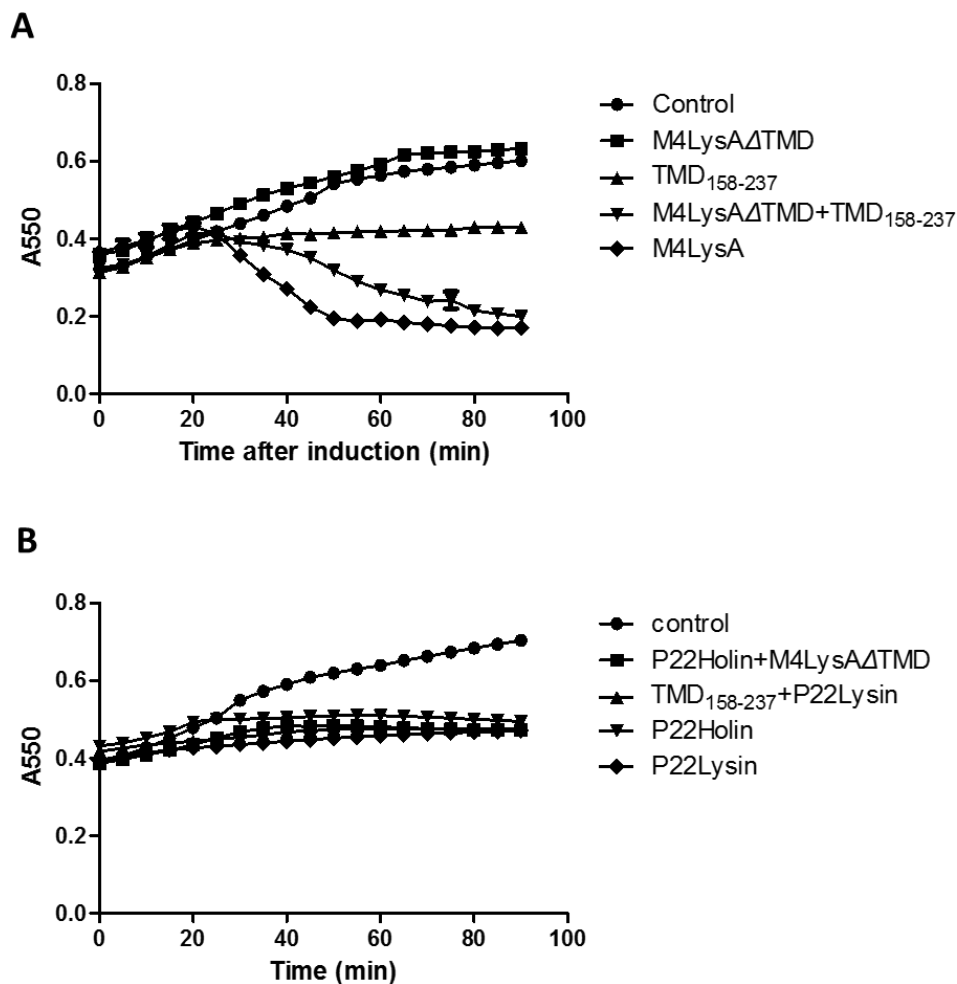 A
0.8
0.6
0.4
0.2
0.0
A550
0 20 40 60 80 100
Time after induction (min)
Control
M4LysAΔTMD
TMD158-237
M4LysAΔTMD+TMD158-237
M4LysA
B
0.8
0.6
0.4
0.2
0.0
A550
0 20 40 60 80 100
Time (min)
control
P22Holin+M4LysAΔTMD
TMD158-237+P22Lysin
P22Holin
P22Lysin